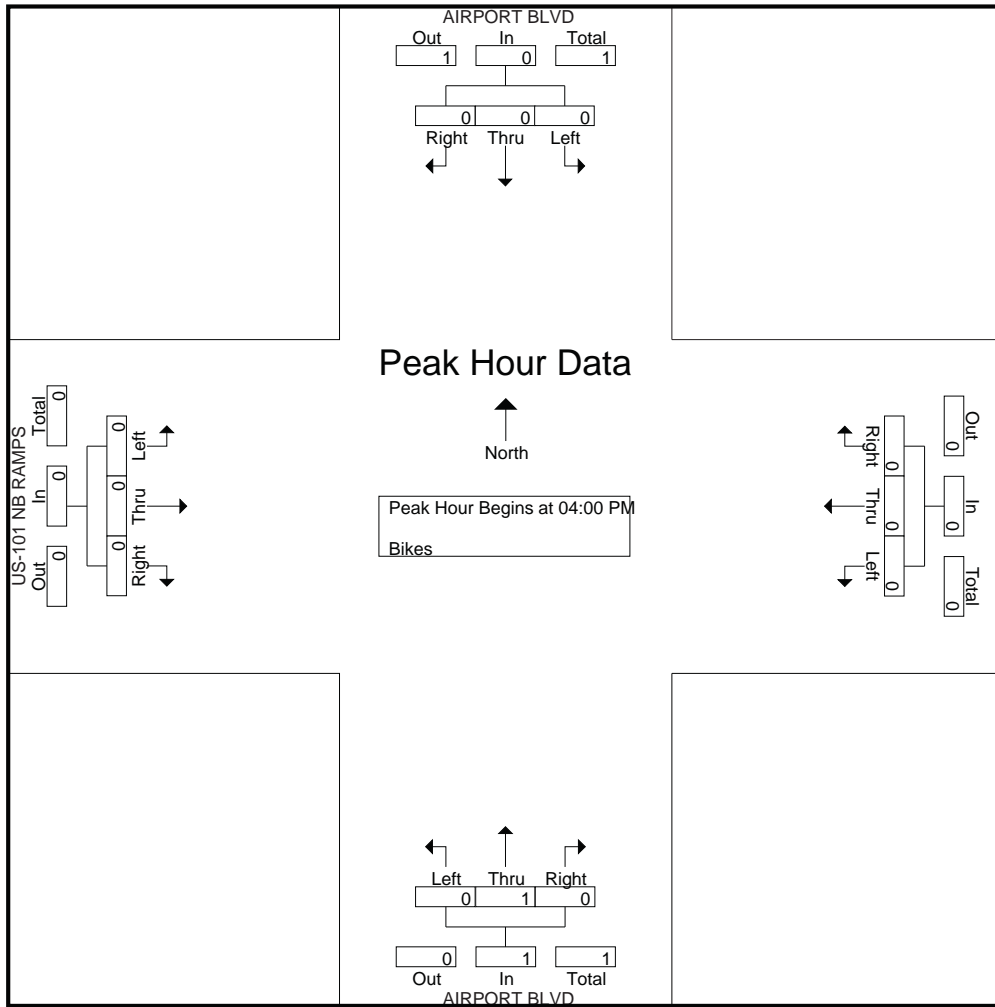 AIRPORT BLVD
Out In Total
1 0 1
0 0 0
Right Thru Left
Peak Hour Data
North
Peak Hour Begins at 04:00 PM
Bikes
US-101 NB RAMPS
Out In Total
0 0 0
0 0 0
Right Thru Left
Right Thru Left
0 0 0
Out In Total
0 0 0
Left Thru Right
0 1 0
0 1 1
Out In Total
AIRPORT BLVD